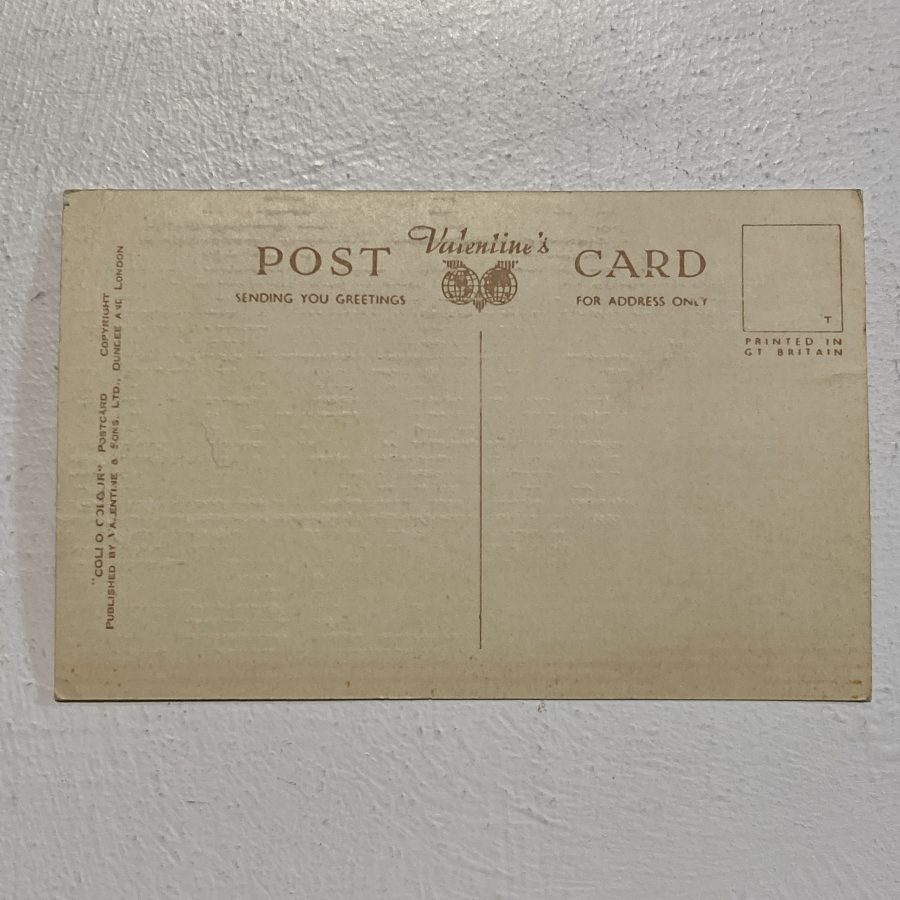 Valentine's
POST CARD
SENDING YOU GREETINGS
FOR ADDRESS ONLY
T
PRINTED IN
GT BRITAIN
"COLLO COLOUR" POSTCARD COPYRIGHT
PUBLISHED BY VALENTINE & SONS, LTD., DUNDEE AND LONDON